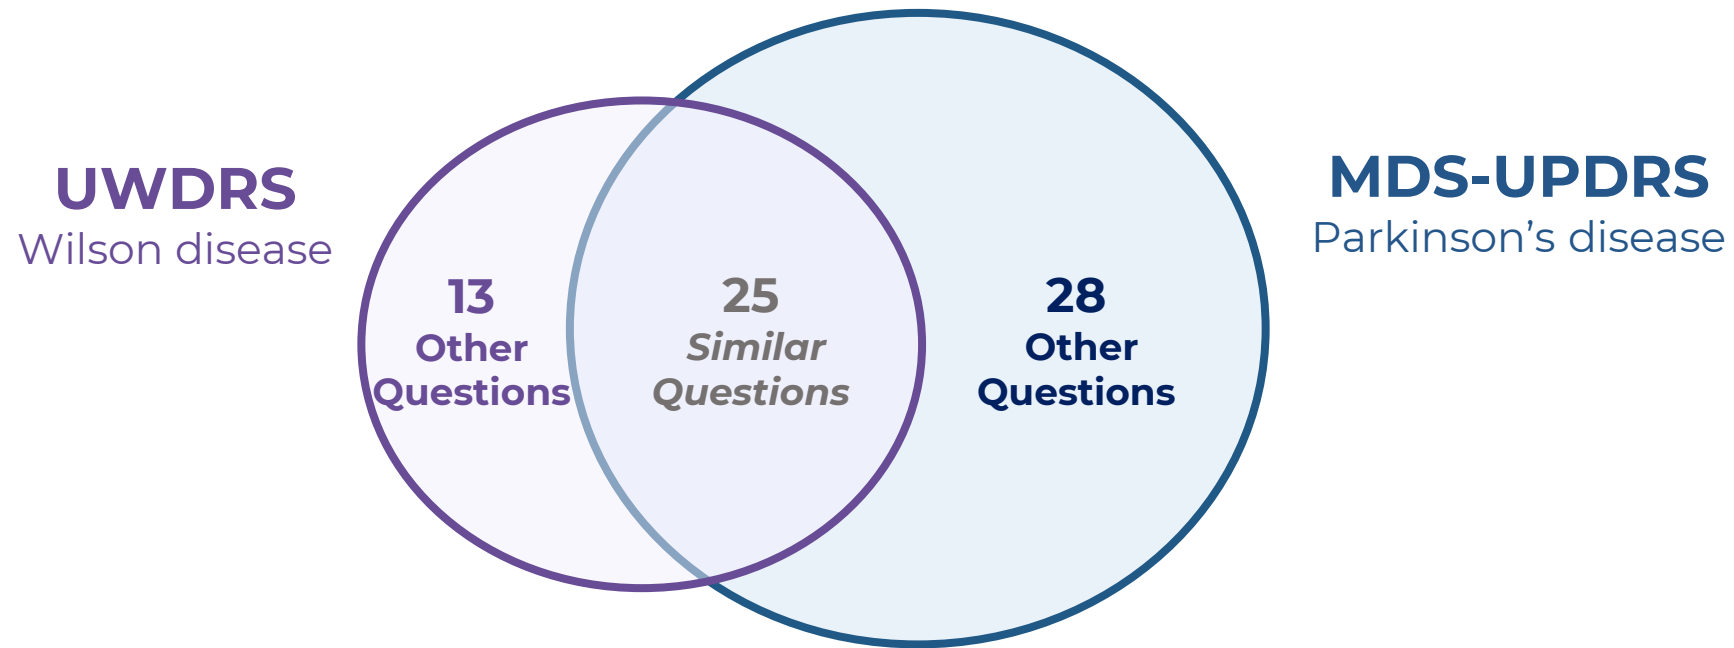 UWDRS
Wilson disease
13
Other
Questions
25
Similar
Questions
28
Other
Questions
MDS-UPDRS
Parkinson’s disease